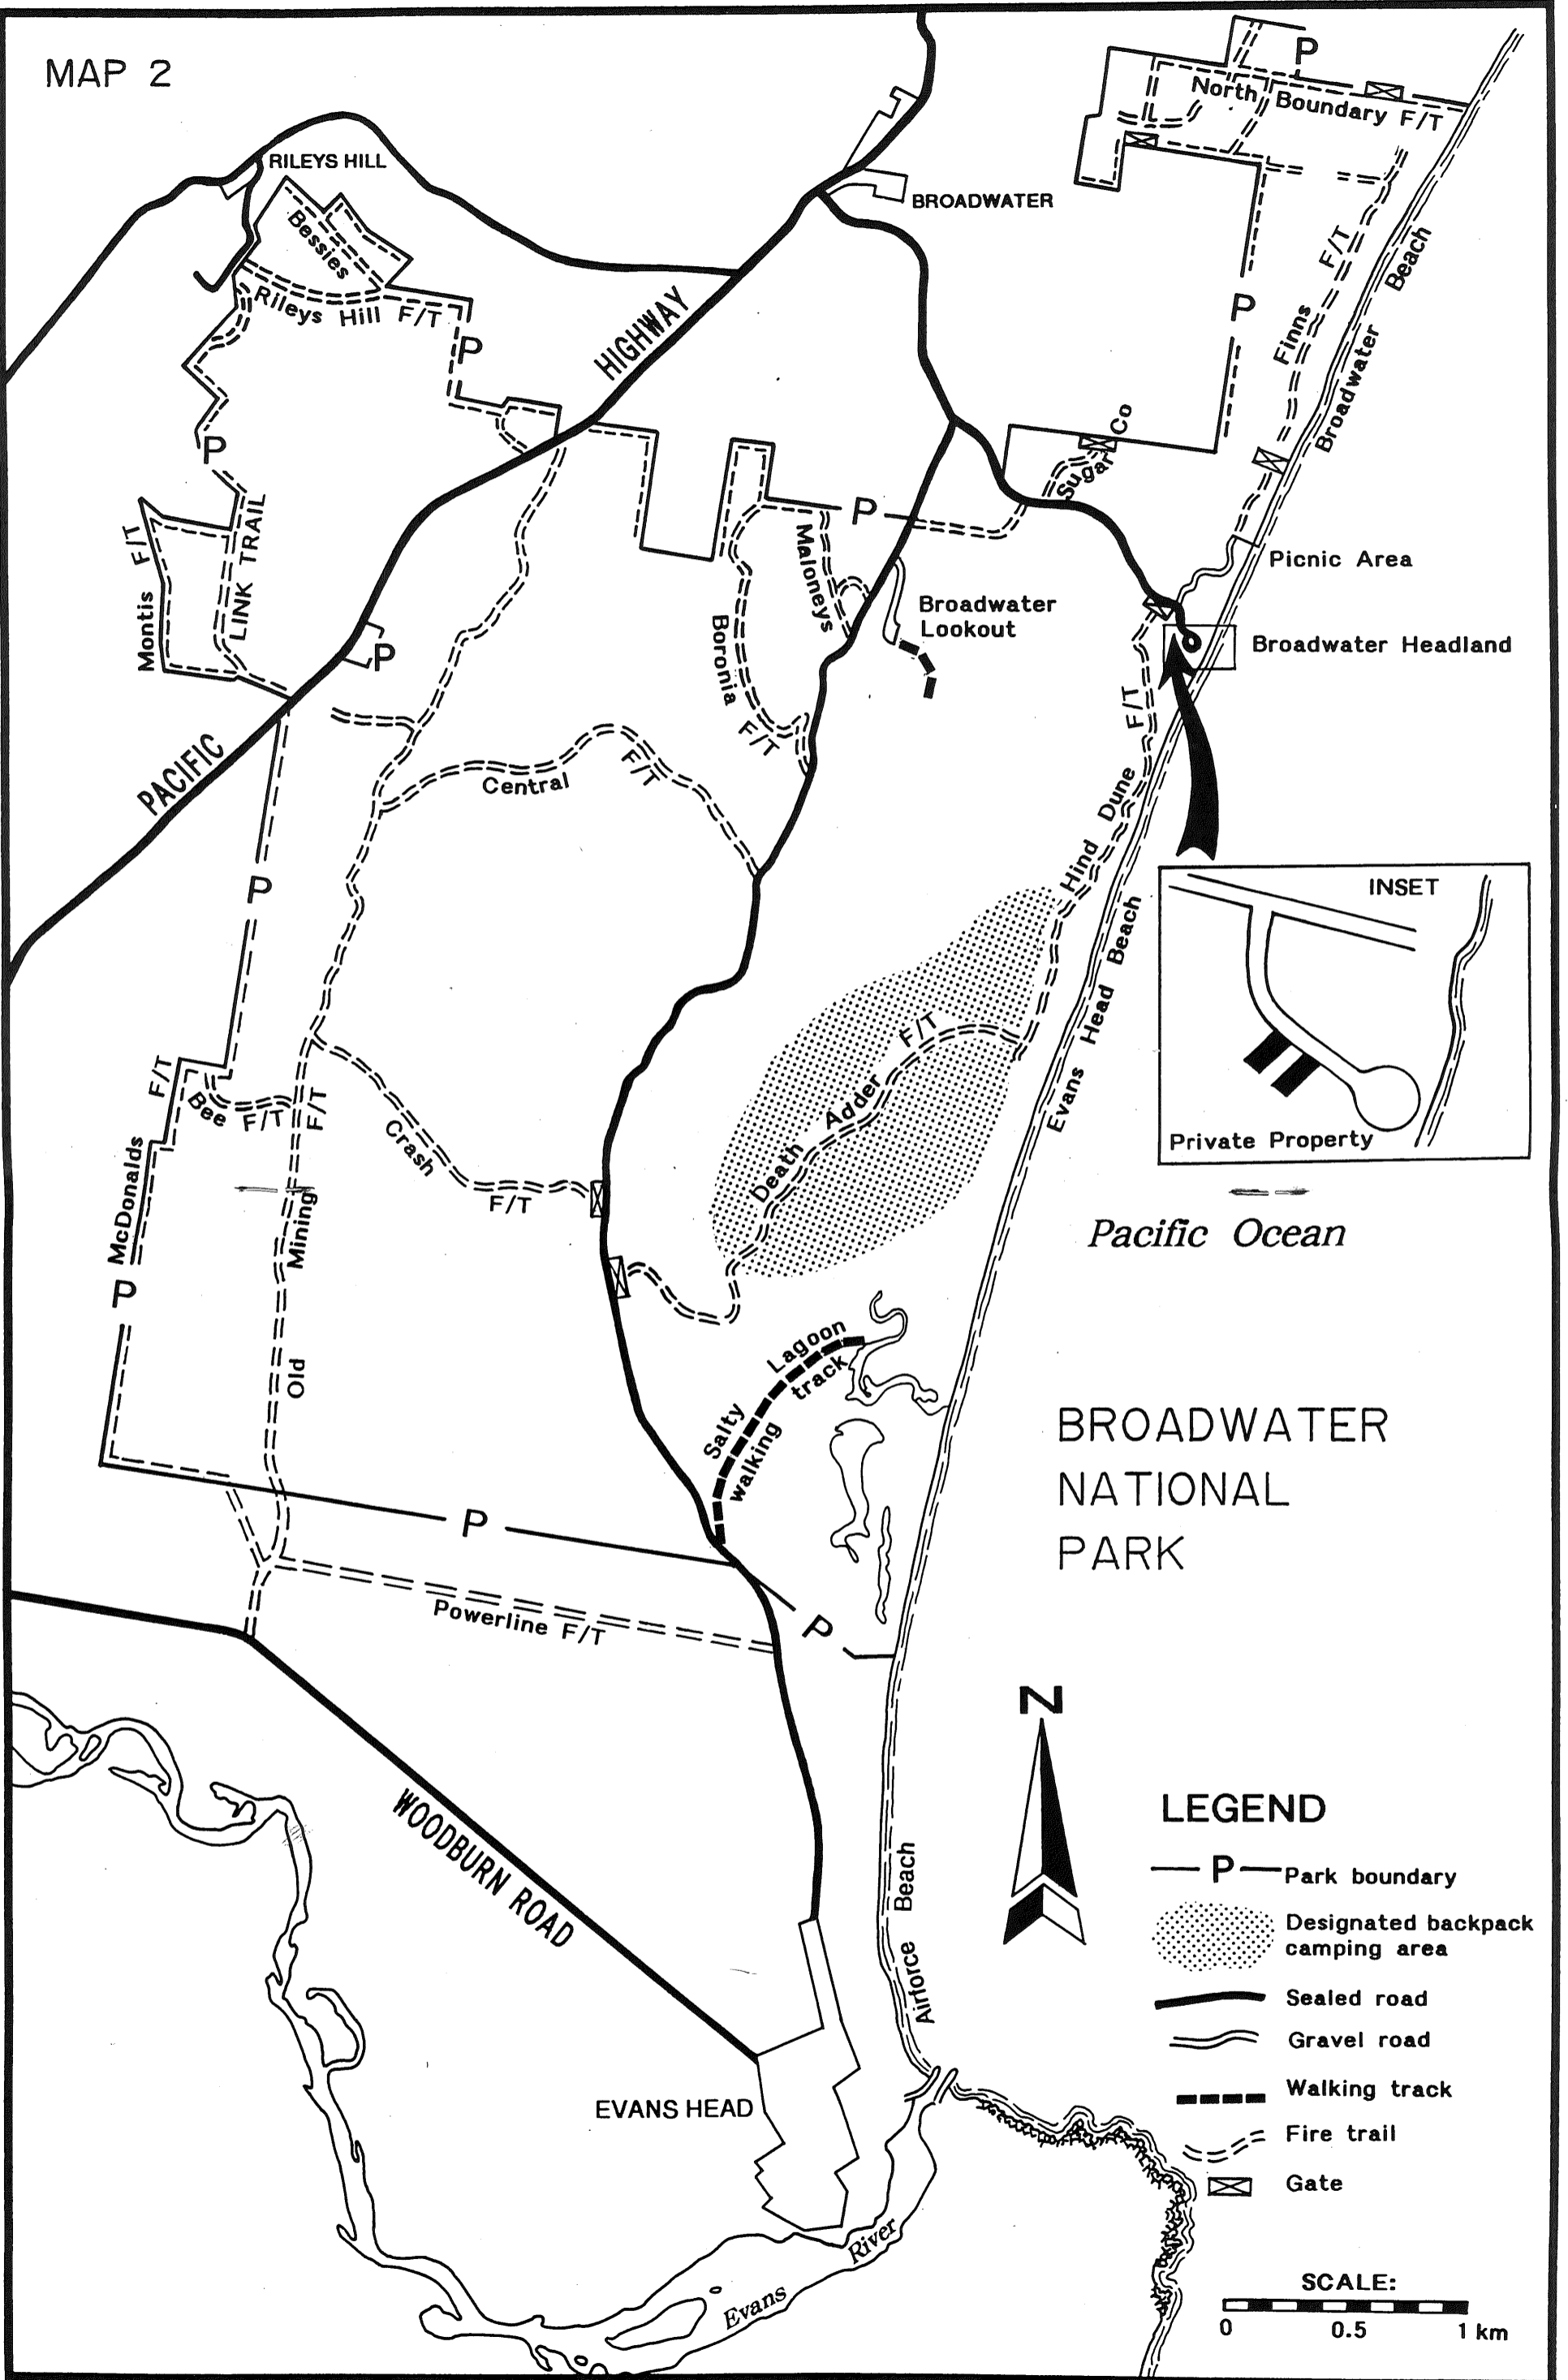 MAP 2
P
North Boundary F/T
RILEYS HILL
BROADWATER
Bessies
Rileys Hill F/T
P
HIGHWAY
P
Finns F/T
Broadwater Beach
P
Sugar Co
P
Montis F/T
LINK TRAIL
Maloneys
Boronia F/T
Broadwater
Lookout
Picnic Area
Broadwater Headland
P
PACIFIC
Central F/T
P
Hind Dune F/T
Evans Head Beach
INSET
Private Property
Death Adder F/T
McDonalds F/T
Bee F/T
Crash F/T
Old Mining F/T
P
Pacific Ocean
Salty Lagoon
walking track
BROADWATER
NATIONAL
PARK
P
P
Powerline F/T
WOODBURN ROAD
N
Airforce Beach
EVANS HEAD
Evans River
LEGEND
P Park boundary
Designated backpack
camping area
Sealed road
Gravel road
Walking track
Fire trail
Gate
SCALE:
0 0.5 1 km